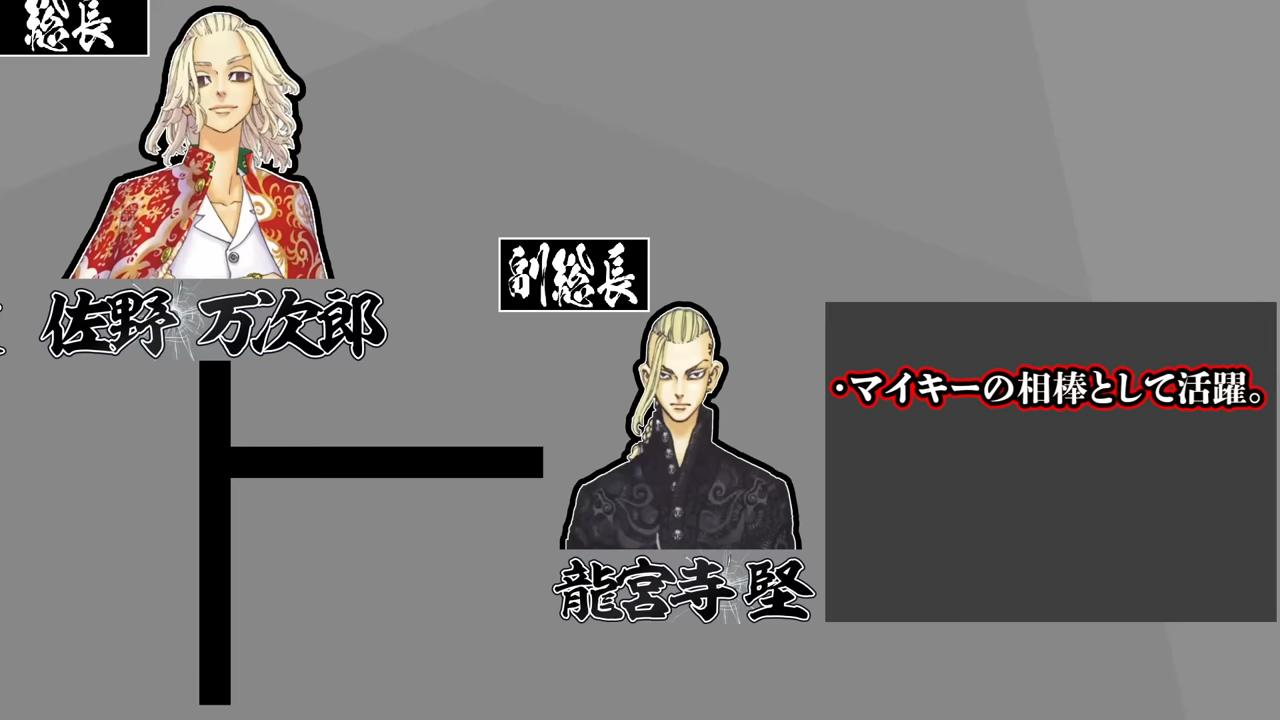 総長
佐野 万次郎
副総長
龍宮寺 堅
・マイキーの相棒として活躍。